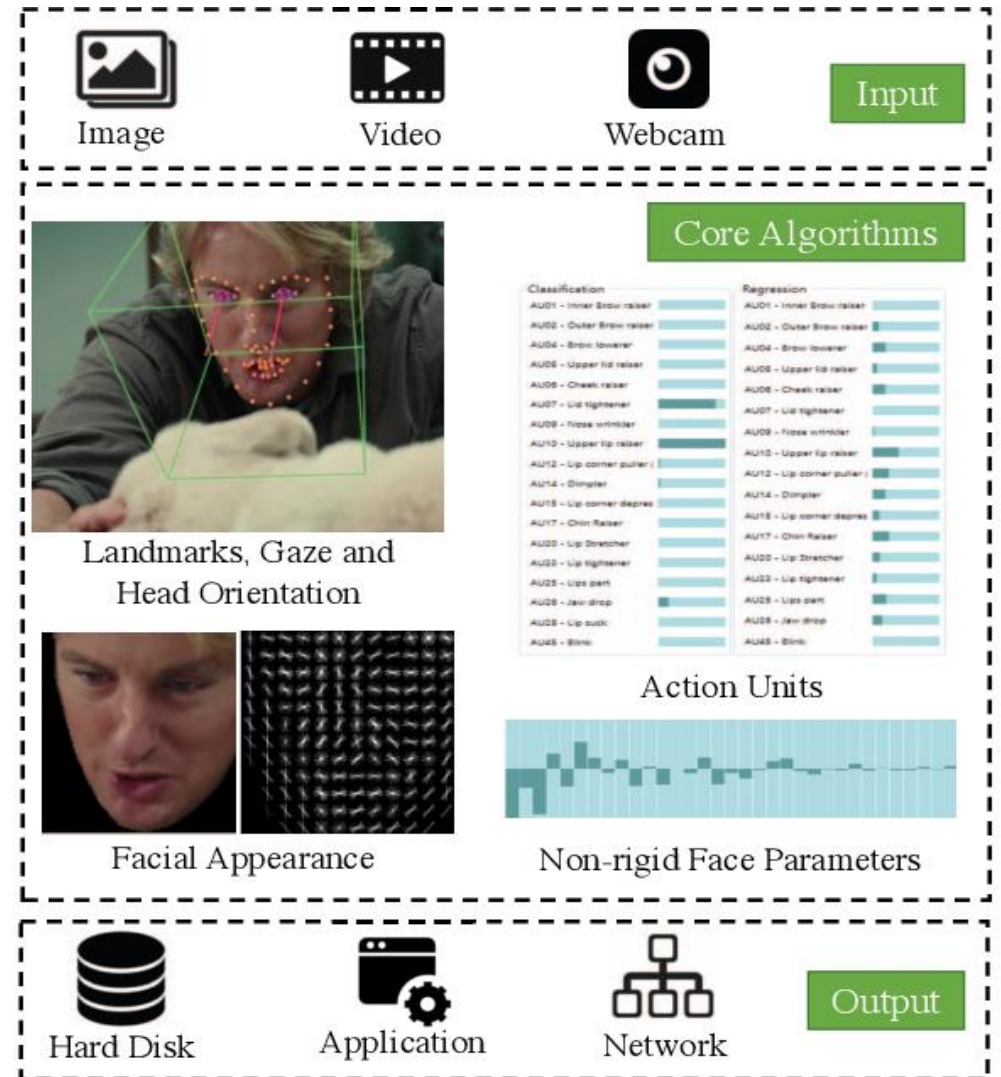 Image
Video
Webcam
Input
Core Algorithms
Landmarks, Gaze and
Head Orientation
Classification
AU01 - Inner Brow raiser
AU02 - Outer Brow raiser
AU04 - Brow lowerer
AU05 - Upper lid raiser
AU06 - Cheek raiser
AU07 - Lid tightener
AU09 - Nose wrinkler
AU10 - Upper lip raiser
AU12 - Lip corner puller (
AU14 - Dimpler
AU15 - Lip corner depres
AU17 - Chin Raiser
AU20 - Lip Stretcher
AU23 - Lip tightener
AU25 - Lips part
AU26 - Jaw drop
AU28 - Lip suck
AU45 - Blink
Regression
AU01 - Inner Brow raiser
AU02 - Outer Brow raiser
AU04 - Brow lowerer
AU05 - Upper lid raiser
AU06 - Cheek raiser
AU07 - Lid tightener
AU09 - Nose wrinkler
AU10 - Upper lip raiser
AU12 - Lip corner puller (
AU14 - Dimpler
AU15 - Lip corner depres
AU17 - Chin Raiser
AU20 - Lip Stretcher
AU23 - Lip tightener
AU25 - Lips part
AU26 - Jaw drop
AU45 - Blink
Action Units
Facial Appearance
Non-rigid Face Parameters
Hard Disk
Application
Network
Output